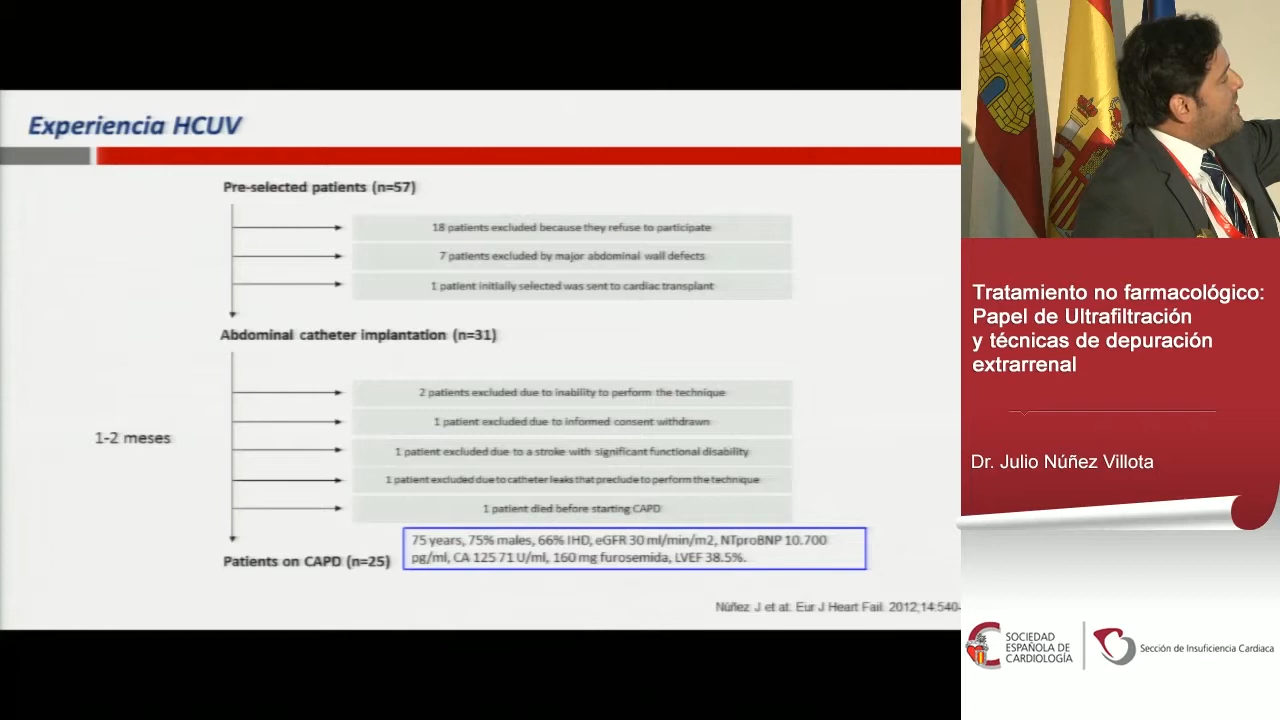 Experiencia HCUV
Pre-selected patients (n=57)
18 patients excluded because they refuse to participate
7 patients excluded by major abdominal wall defects
1 patient initially selected was sent to cardiac transplant
Abdominal catheter implantation (n=31)
2 patients excluded due to inability to perform the technique
1 patient excluded due to informed consent withdrawn
1-2 meses
1 patient excluded due to a stroke with significant functional disability
1 patient excluded due to catheter leaks that preclude to perform the technique
1 patient died before starting CAPD
75 years, 75% males, 66% IHD, eGFR 30 ml/min/m2, NTproBNP 10.700
pg/ml, CA 125 71 U/ml, 160 mg furosemida, LVEF 38.5%.
Patients on CAPD (n=25)
Núñez J et at. Eur J Heart Fail. 2012;14:540-
Tratamiento no farmacológico:
Papel de Ultrafiltración
y técnicas de depuración
extrarrenal
Dr. Julio Núñez Villota
SOCIEDAD
ESPAÑOLA DE
CARDIOLOGÍA
Sección de Insuficiencia Cardiaca